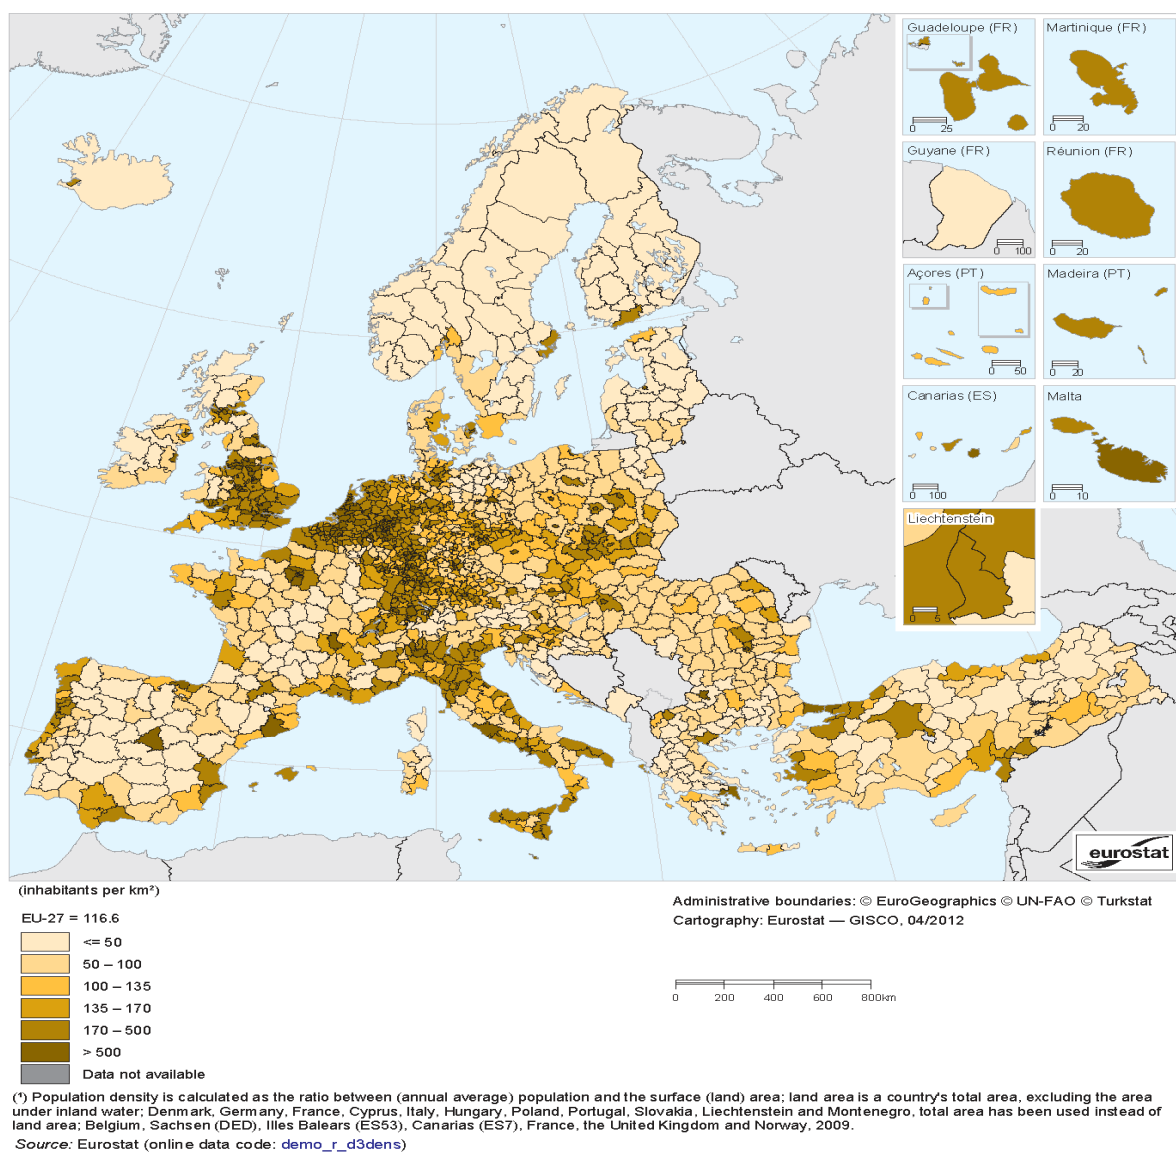 Guadeloupe (FR)
25
0
Martinique (FR)
0 20
Guyane (FR)
0 100
Réunion (FR)
0 20
Açores (PT)
0 50
Madeira (PT)
0 20
Canarias (ES)
0 100
Malta
0 10
Liechtenstein
0 5
eurostat
(inhabitants per km²)
EU-27 = 116.6
<= 50
50 – 100
100 – 135
135 – 170
170 – 500
> 500
Data not available
Administrative boundaries: © EuroGeographics © UN-FAO © Turkstat
Cartography: Eurostat — GISCO, 04/2012
0 200 400 600 800km
(¹) Population density is calculated as the ratio between (annual average) population and the surface (land) area; land area is a country's total area, excluding the area
under inland water; Denmark, Germany, France, Cyprus, Italy, Hungary, Poland, Portugal, Slovakia, Liechtenstein and Montenegro, total area has been used instead of
land area; Belgium, Sachsen (DED), Illes Balears (ES53), Canarias (ES7), France, the United Kingdom and Norway, 2009.
Source: Eurostat (online data code: demo_r_d3dens)